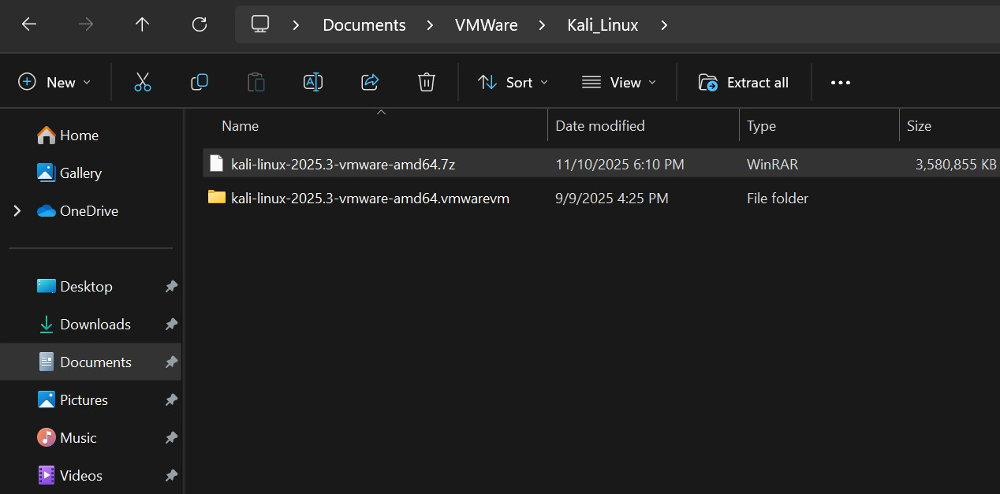 Documents VMWare Kali_Linux
New Sort View Extract all
Name Date modified Type Size
kali-linux-2025.3-vmware-amd64.7z 11/10/2025 6:10 PM WinRAR 3,580,855 KB
kali-linux-2025.3-vmware-amd64.vmwarevm 9/9/2025 4:25 PM File folder
Home
Gallery
OneDrive
Desktop
Downloads
Documents
Pictures
Music
Videos